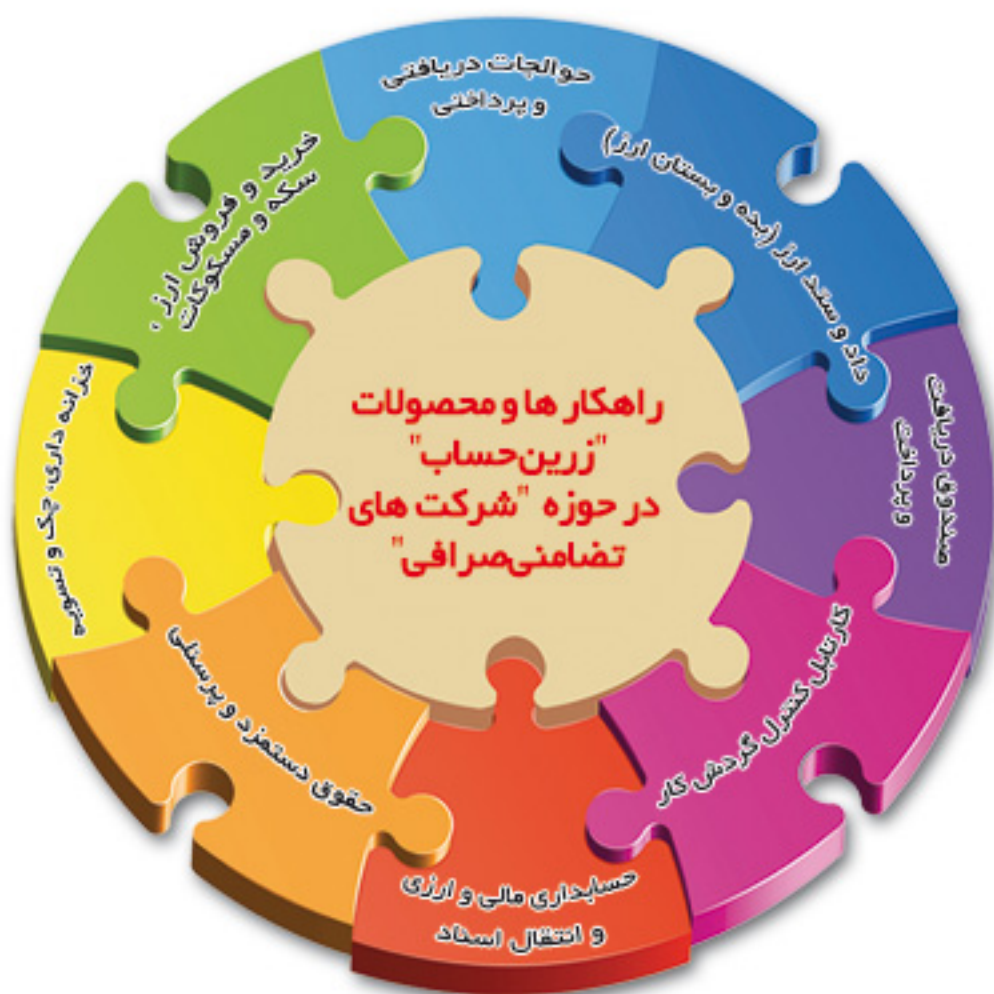 راهکار ها و محصولات
"زرین‌حساب"
در حوزه "شرکت های
تضامنی‌صرافی"
حوالجات دریافتی
و پرداختی
داد و ستد ارز (بده و بستان ارز)
صندوق دریافت
و پرداخت
کارتابل کنترل گردش کار
حسابداری مالی و ارزی
و انتقال اسناد
حقوق دستمزد و پرسنلی
خزانه داری، چک و تسویه
خرید و فروش ارز ،
سکه و مسکوکات